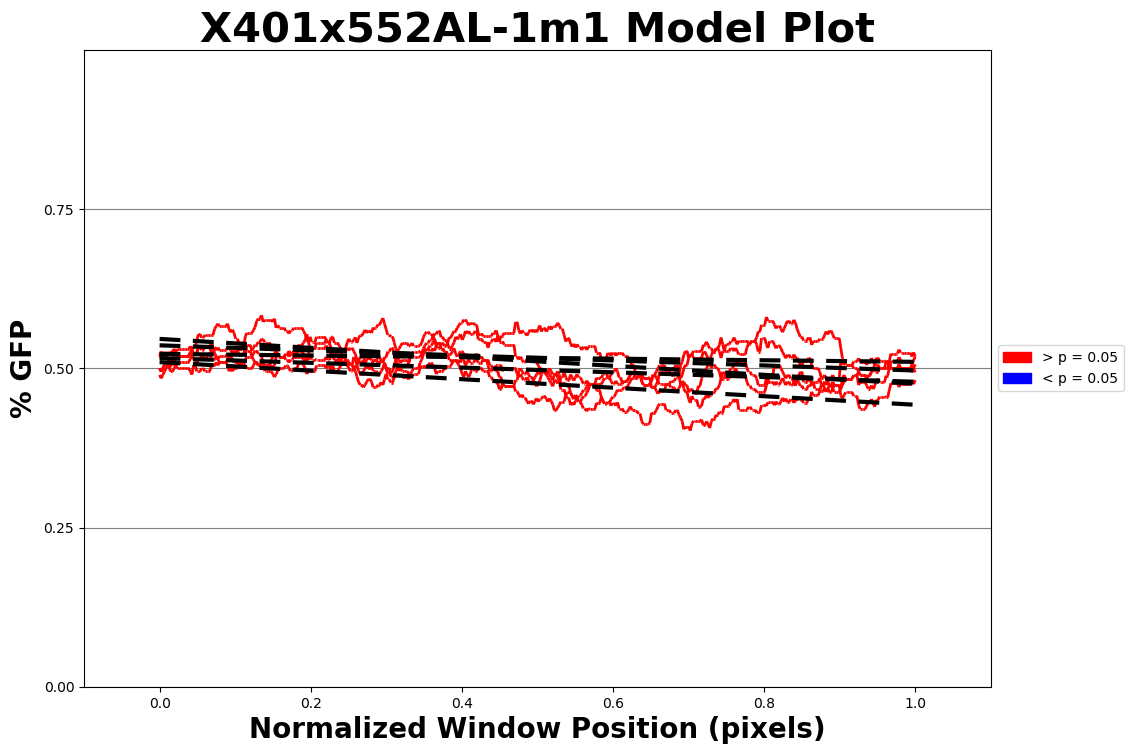 X401x552AL-1m1 Model Plot
% GFP
0.75
0.50
0.25
0.00
0.0 0.2 0.4 0.6 0.8 1.0
Normalized Window Position (pixels)
> p = 0.05
< p = 0.05